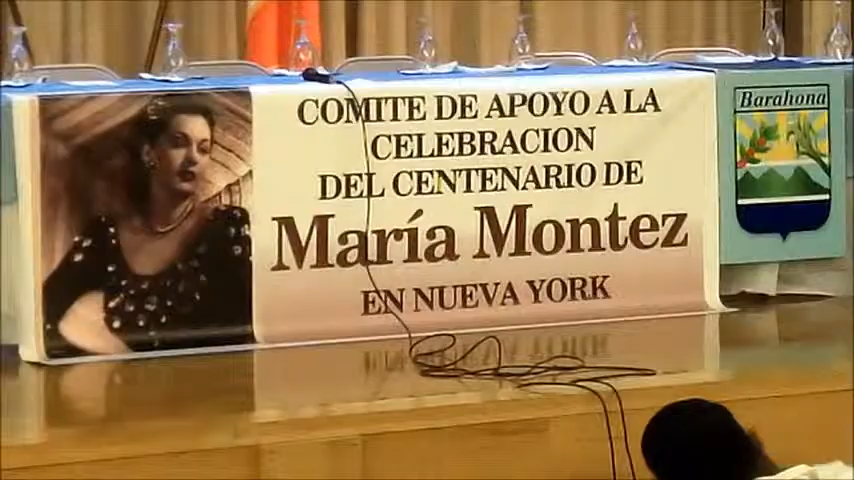 COMITE DE APOYO A LA
CELEBRACION
DEL CENTENARIO DE
María Montez
EN NUEVA YORK
Barahona